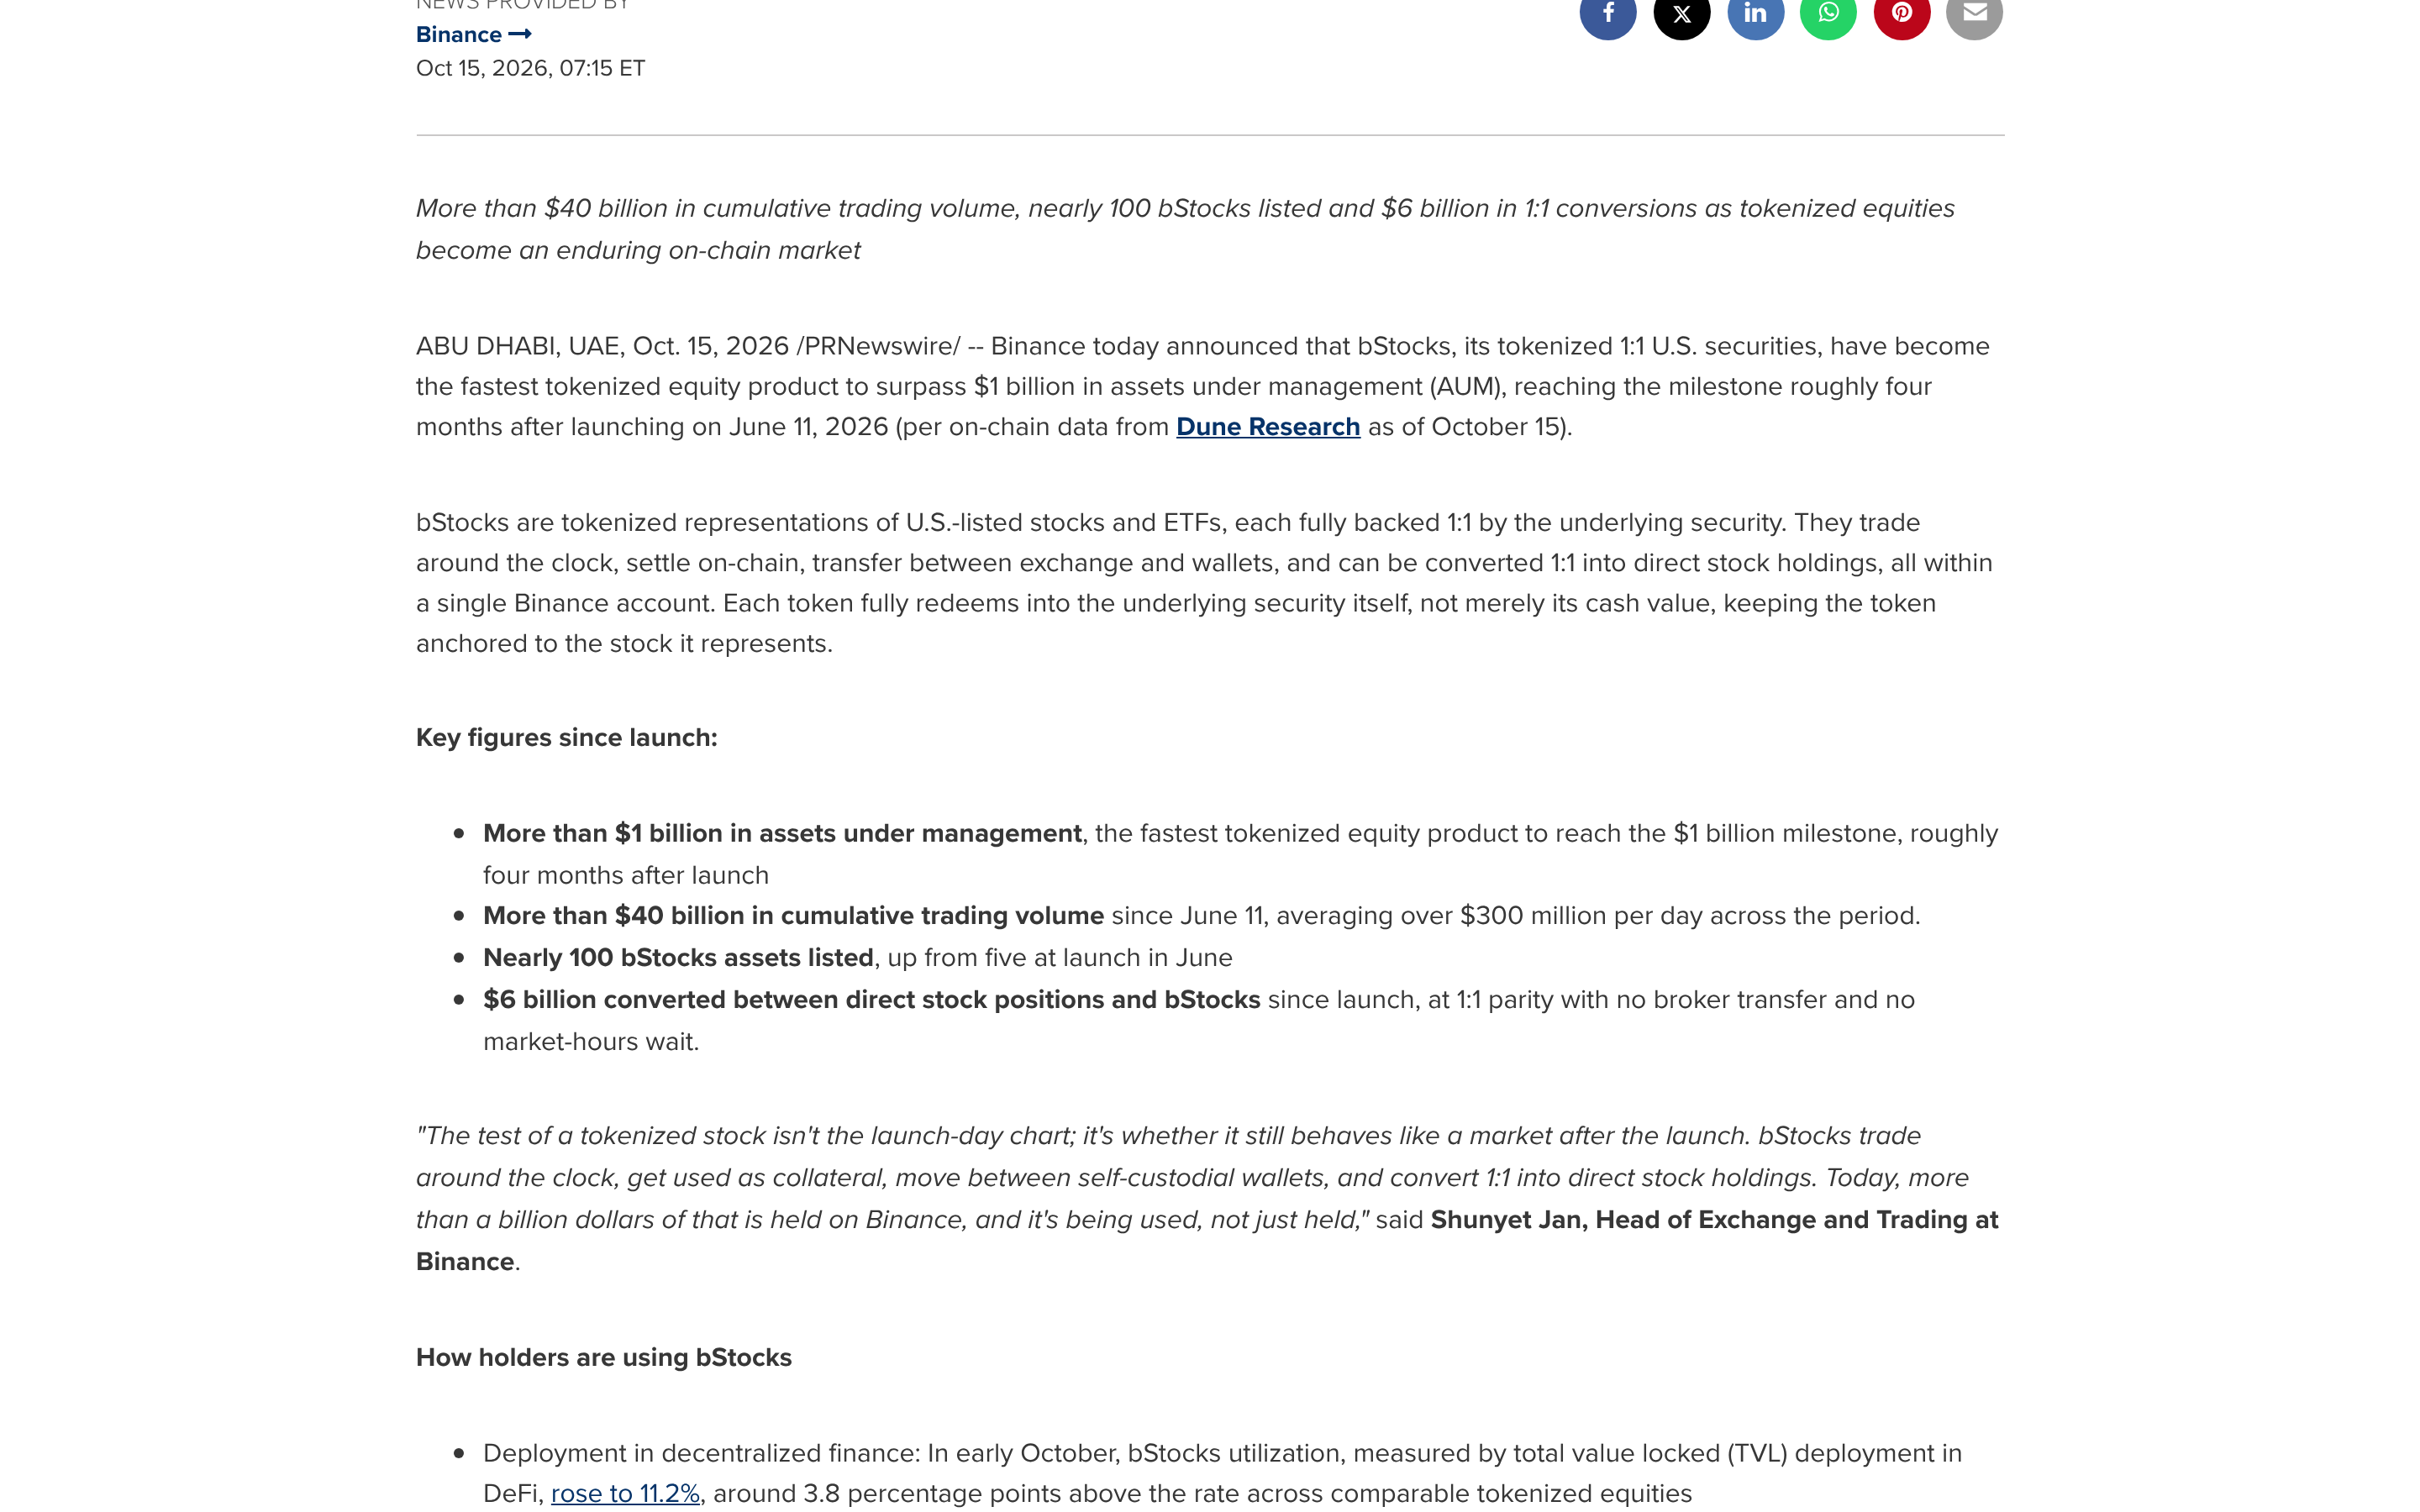 NEWS PROVIDED BY
Binance
Oct 15, 2026, 07:15 ET
More than $40 billion in cumulative trading volume, nearly 100 bStocks listed and $6 billion in 1:1 conversions as tokenized equities
become an enduring on-chain market
ABU DHABI, UAE, Oct. 15, 2026 /PRNewswire/ -- Binance today announced that bStocks, its tokenized 1:1 U.S. securities, have become
the fastest tokenized equity product to surpass $1 billion in assets under management (AUM), reaching the milestone roughly four
months after launching on June 11, 2026 (per on-chain data from Dune Research as of October 15).
bStocks are tokenized representations of U.S.-listed stocks and ETFs, each fully backed 1:1 by the underlying security. They trade
around the clock, settle on-chain, transfer between exchange and wallets, and can be converted 1:1 into direct stock holdings, all within
a single Binance account. Each token fully redeems into the underlying security itself, not merely its cash value, keeping the token
anchored to the stock it represents.
Key figures since launch:
More than $1 billion in assets under management, the fastest tokenized equity product to reach the $1 billion milestone, roughly
four months after launch
More than $40 billion in cumulative trading volume since June 11, averaging over $300 million per day across the period.
Nearly 100 bStocks assets listed, up from five at launch in June
$6 billion converted between direct stock positions and bStocks since launch, at 1:1 parity with no broker transfer and no
market-hours wait.
"The test of a tokenized stock isn't the launch-day chart; it's whether it still behaves like a market after the launch. bStocks trade
around the clock, get used as collateral, move between self-custodial wallets, and convert 1:1 into direct stock holdings. Today, more
than a billion dollars of that is held on Binance, and it's being used, not just held," said Shunyet Jan, Head of Exchange and Trading at
Binance.
How holders are using bStocks
Deployment in decentralized finance: In early October, bStocks utilization, measured by total value locked (TVL) deployment in
DeFi, rose to 11.2%, around 3.8 percentage points above the rate across comparable tokenized equities